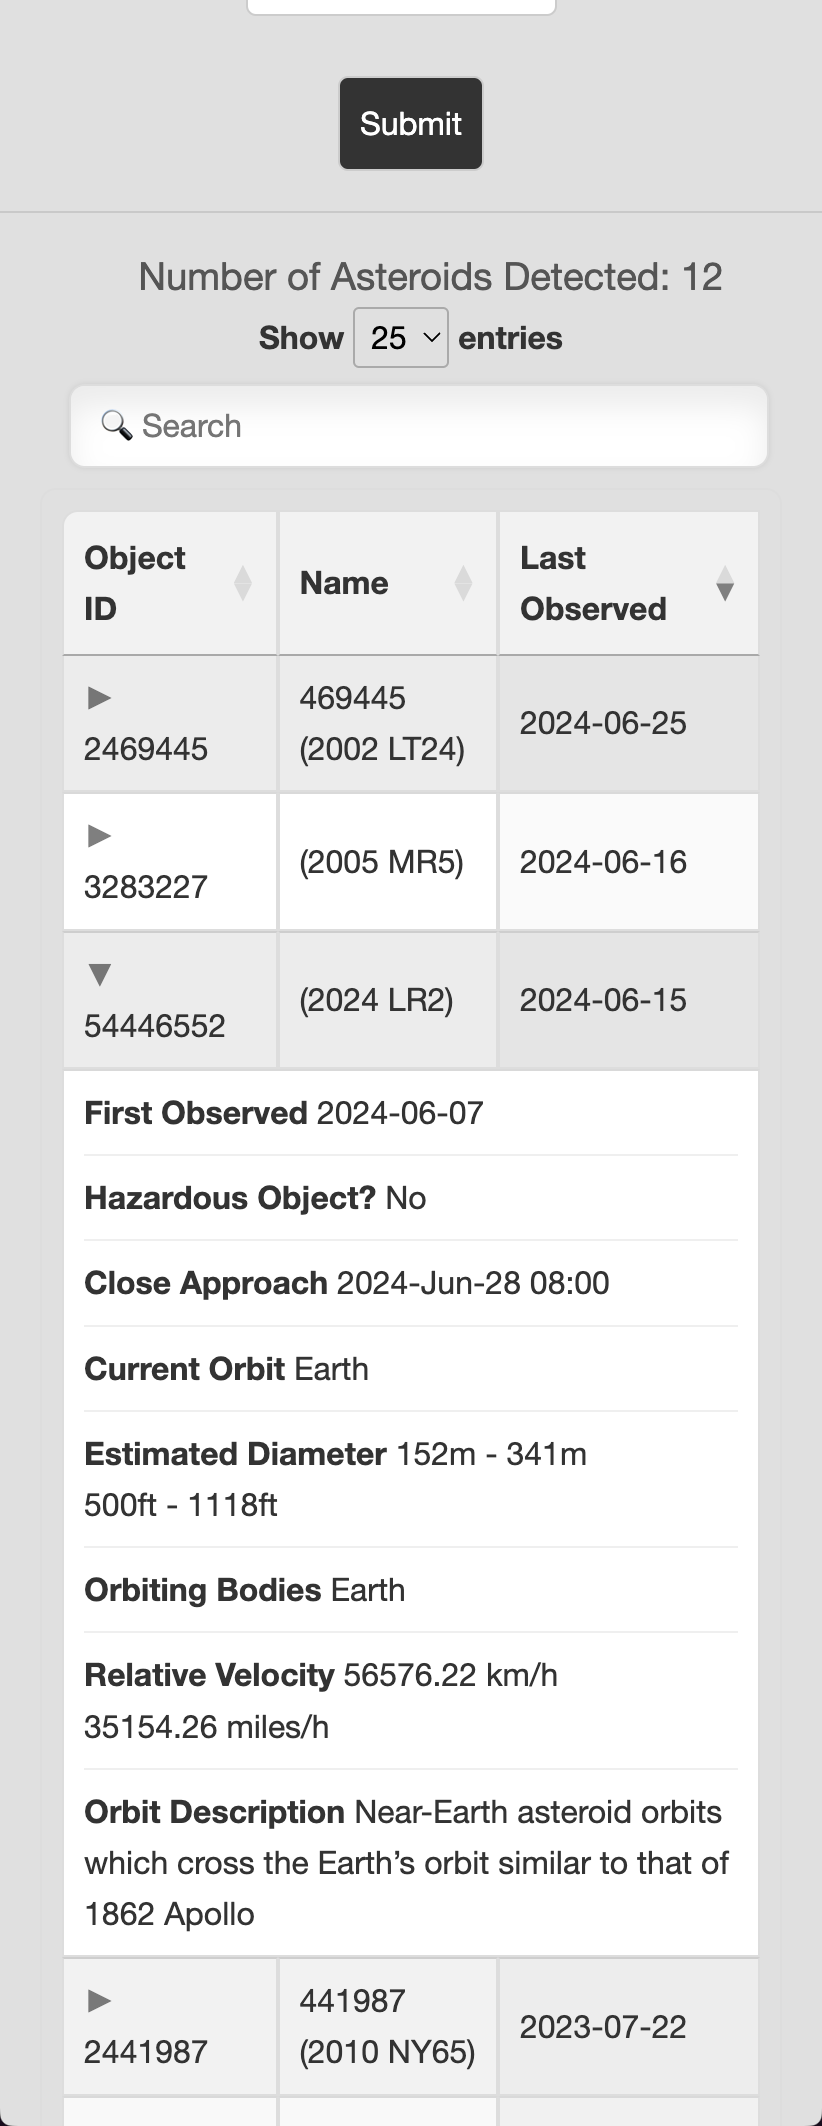 Submit
Number of Asteroids Detected: 12
Show 25 entries
Search
Object
ID
Name
Last
Observed
2469445
469445
(2002 LT24)
2024-06-25
3283227
(2005 MR5)
2024-06-16
54446552
(2024 LR2)
2024-06-15
First Observed 2024-06-07
Hazardous Object? No
Close Approach 2024-Jun-28 08:00
Current Orbit Earth
Estimated Diameter 152m - 341m
500ft - 1118ft
Orbiting Bodies Earth
Relative Velocity 56576.22 km/h
35154.26 miles/h
Orbit Description Near-Earth asteroid orbits
which cross the Earth’s orbit similar to that of
1862 Apollo
2441987
441987
(2010 NY65)
2023-07-22